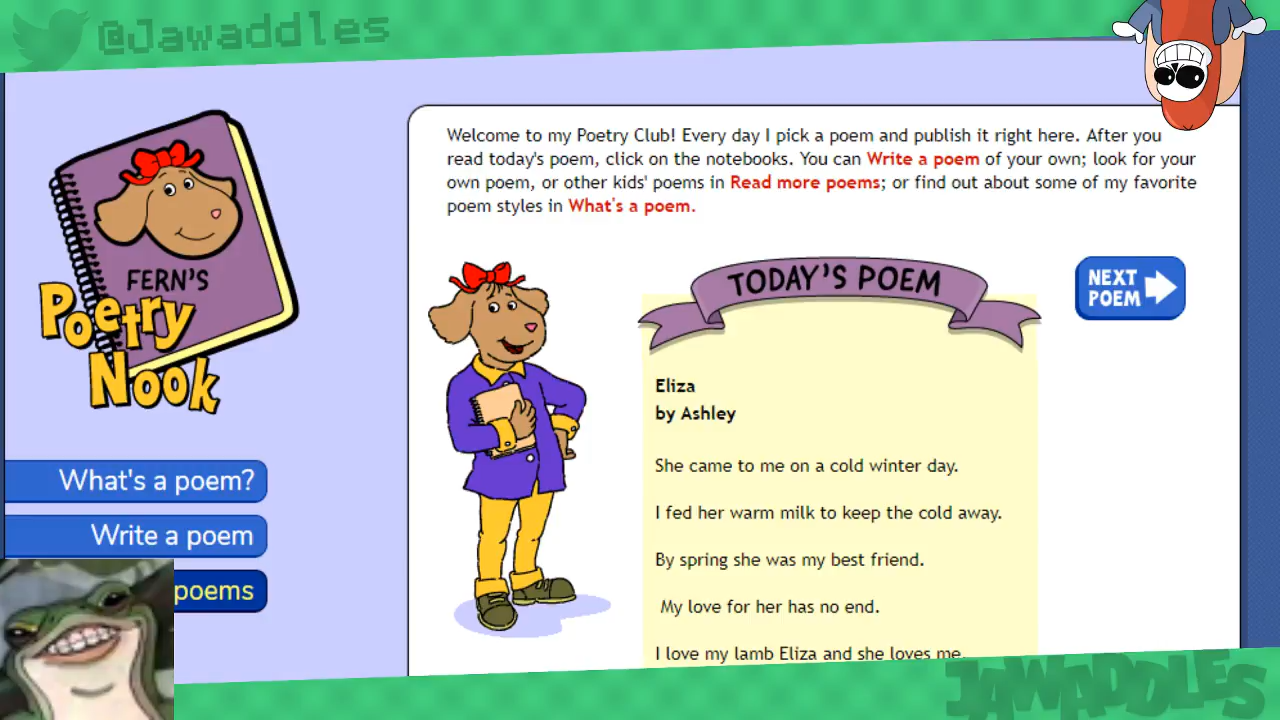 @Jawaddles
Welcome to my Poetry Club! Every day I pick a poem and publish it right here. After you
read today's poem, click on the notebooks. You can Write a poem of your own; look for your
own poem, or other kids' poems in Read more poems; or find out about some of my favorite
poem styles in What's a poem.
FERN'S
Poetry
Nook
TODAY'S POEM
NEXT
POEM
Eliza
by Ashley
She came to me on a cold winter day.
I fed her warm milk to keep the cold away.
By spring she was my best friend.
My love for her has no end.
I love my lamb Eliza and she loves me.
What's a poem?
Write a poem
poems
JAWADDLES